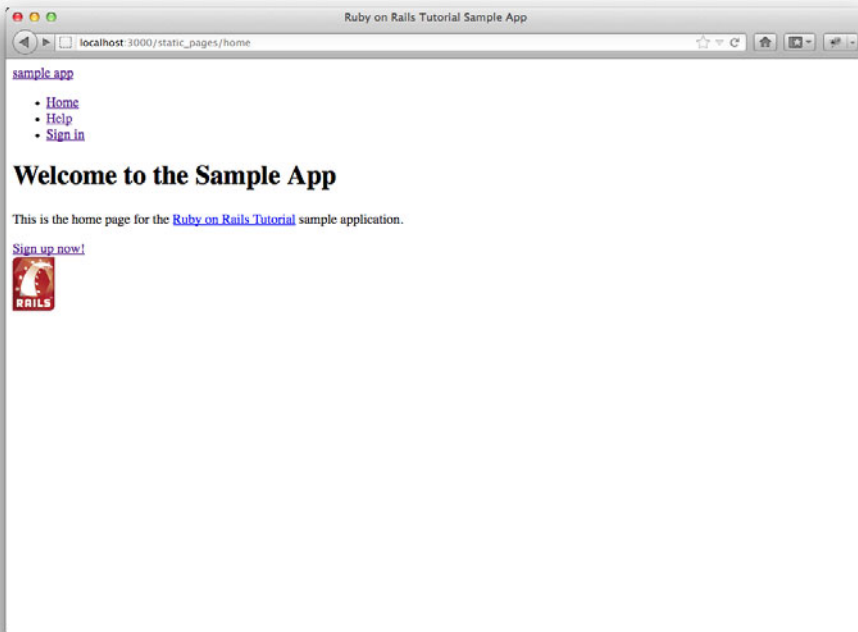 Ruby on Rails Tutorial Sample App
localhost:3000/static_pages/home
sample app
• Home
• Help
• Sign in
Welcome to the Sample App
This is the home page for the Ruby on Rails Tutorial sample application.
Sign up now!
RAILS